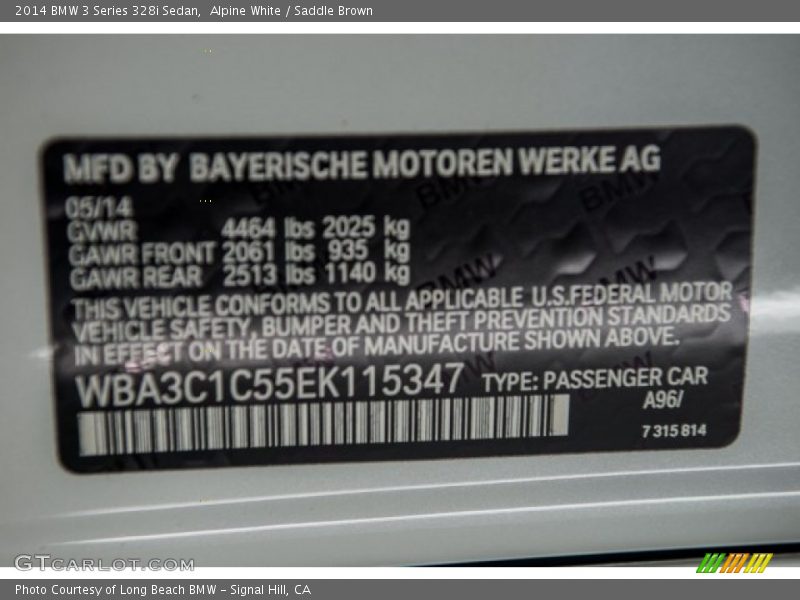 2014 BMW 3 Series 328i Sedan,  Alpine White / Saddle Brown
MFD BY BAYERISCHE MOTOREN WERKE AG
05/14
GVWR 4464 lbs 2025 kg
GAWR FRONT 2061 lbs 935 kg
GAWR REAR 2513 lbs 1140 kg
THIS VEHICLE CONFORMS TO ALL APPLICABLE U.S.FEDERAL MOTOR
VEHICLE SAFETY, BUMPER AND THEFT PREVENTION STANDARDS
IN EFFECT ON THE DATE OF MANUFACTURE SHOWN ABOVE.
WBA3C1C55EK115347 TYPE: PASSENGER CAR
A96/
7 315 814
GTCARLOT.COM
Photo Courtesy of Long Beach BMW – Signal Hill, CA